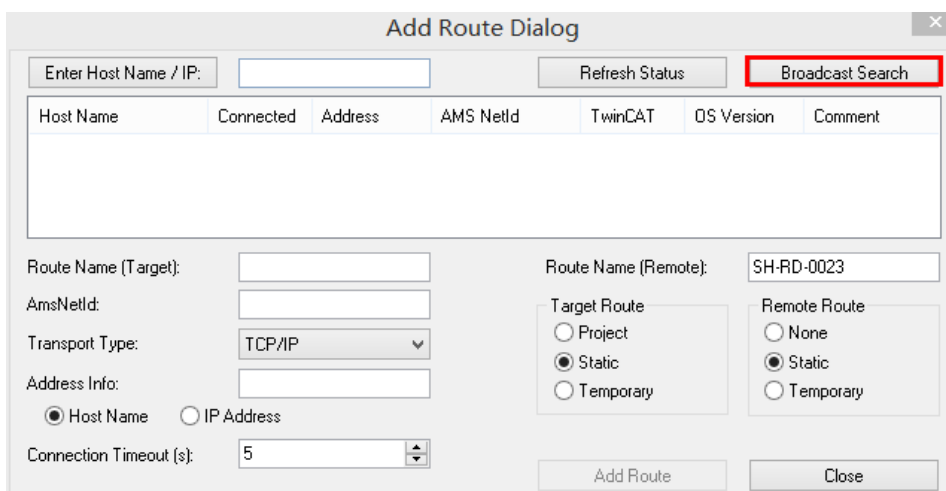 Add Route Dialog
Enter Host Name / IP: Refresh Status Broadcast Search
Host Name Connected Address AMS NetId TwinCAT OS Version Comment
Route Name (Target): Route Name (Remote): SH-RD-0023
AmsNetId: Target Route Remote Route
Project None
Transport Type: TCP/IP
Static Static
Address Info:
Temporary Temporary
Host Name IP Address
Connection Timeout (s): 5
Add Route Close